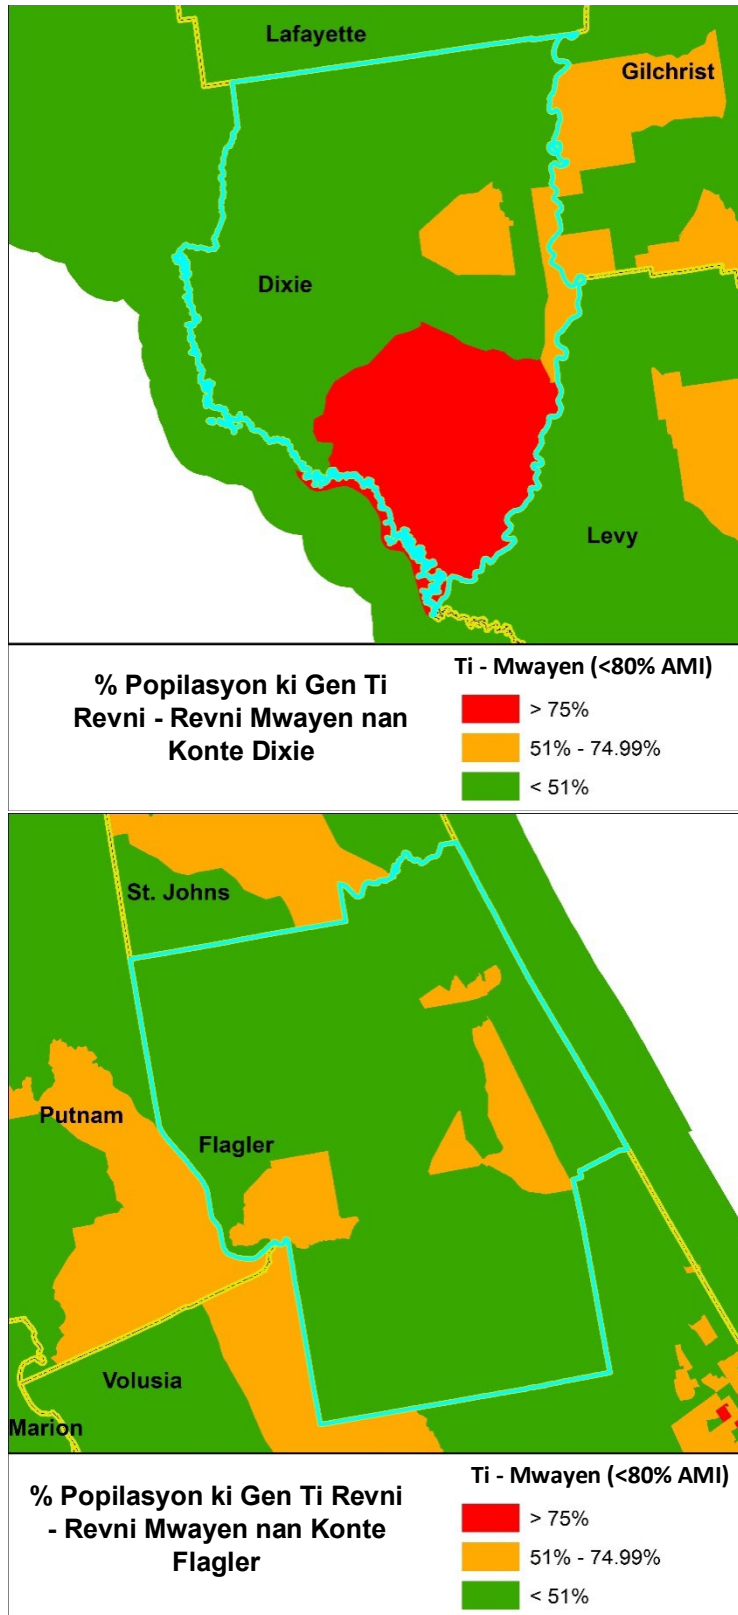 Lafayette
Gilchrist
Dixie
Levy
% Popilasyon ki Gen Ti
Revni - Revni Mwayen nan
Konte Dixie
Ti - Mwayen (<80% AMI)
> 75%
51% - 74.99%
< 51%
St. Johns
Putnam
Flagler
Volusia
Marion
% Popilasyon ki Gen Ti Revni
- Revni Mwayen nan Konte
Flagler
Ti - Mwayen (<80% AMI)
> 75%
51% - 74.99%
< 51%